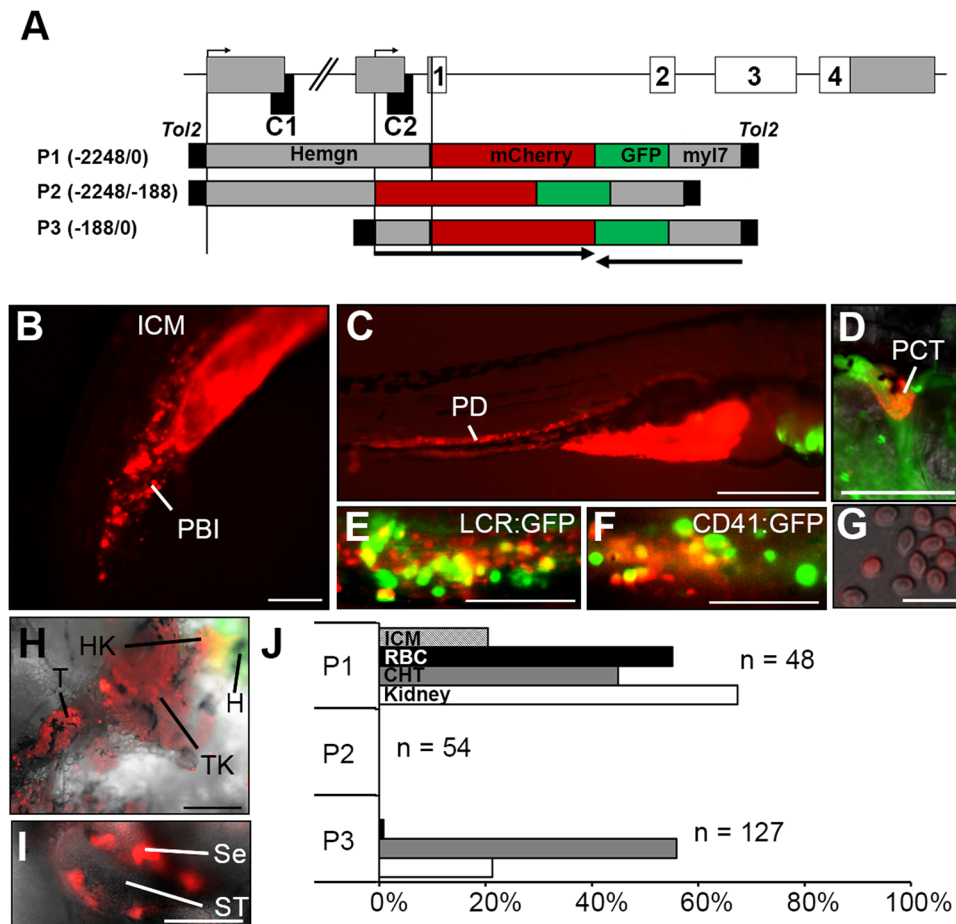 A
1 2 3 4
C1 C2
Tol2 Tol2
P1 (-2248/0) Hemgn mCherry GFP myl7
P2 (-2248/-188)
P3 (-188/0)
B ICM PBI
C PD
D PCT
E LCR:GFP
F CD41:GFP
G
H HK T H TK
I Se ST
J
P1 ICM RBC CHT Kidney n = 48
P2 n = 54
P3 n = 127
0% 20% 40% 60% 80% 100%